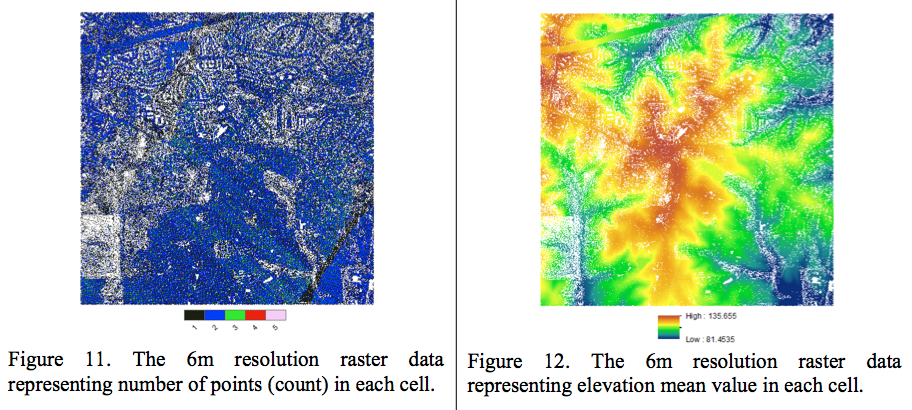 1 2 3 4 5
Figure 11. The 6m resolution raster data
representing number of points (count) in each cell.
High : 135.655
Low : 81.4535
Figure 12. The 6m resolution raster data
representing elevation mean value in each cell.